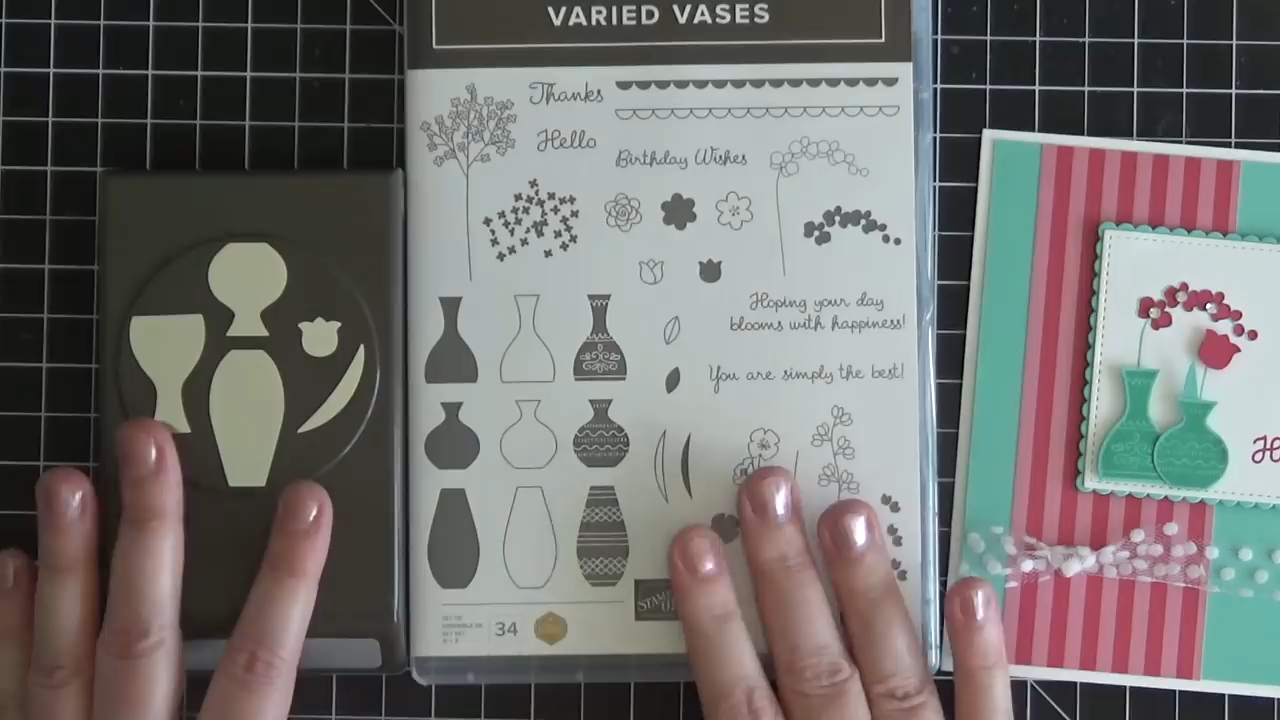 VARIED VASES
Thanks
Hello
Birthday Wishes
Hoping your day
blooms with happiness!
You are simply the best!
34